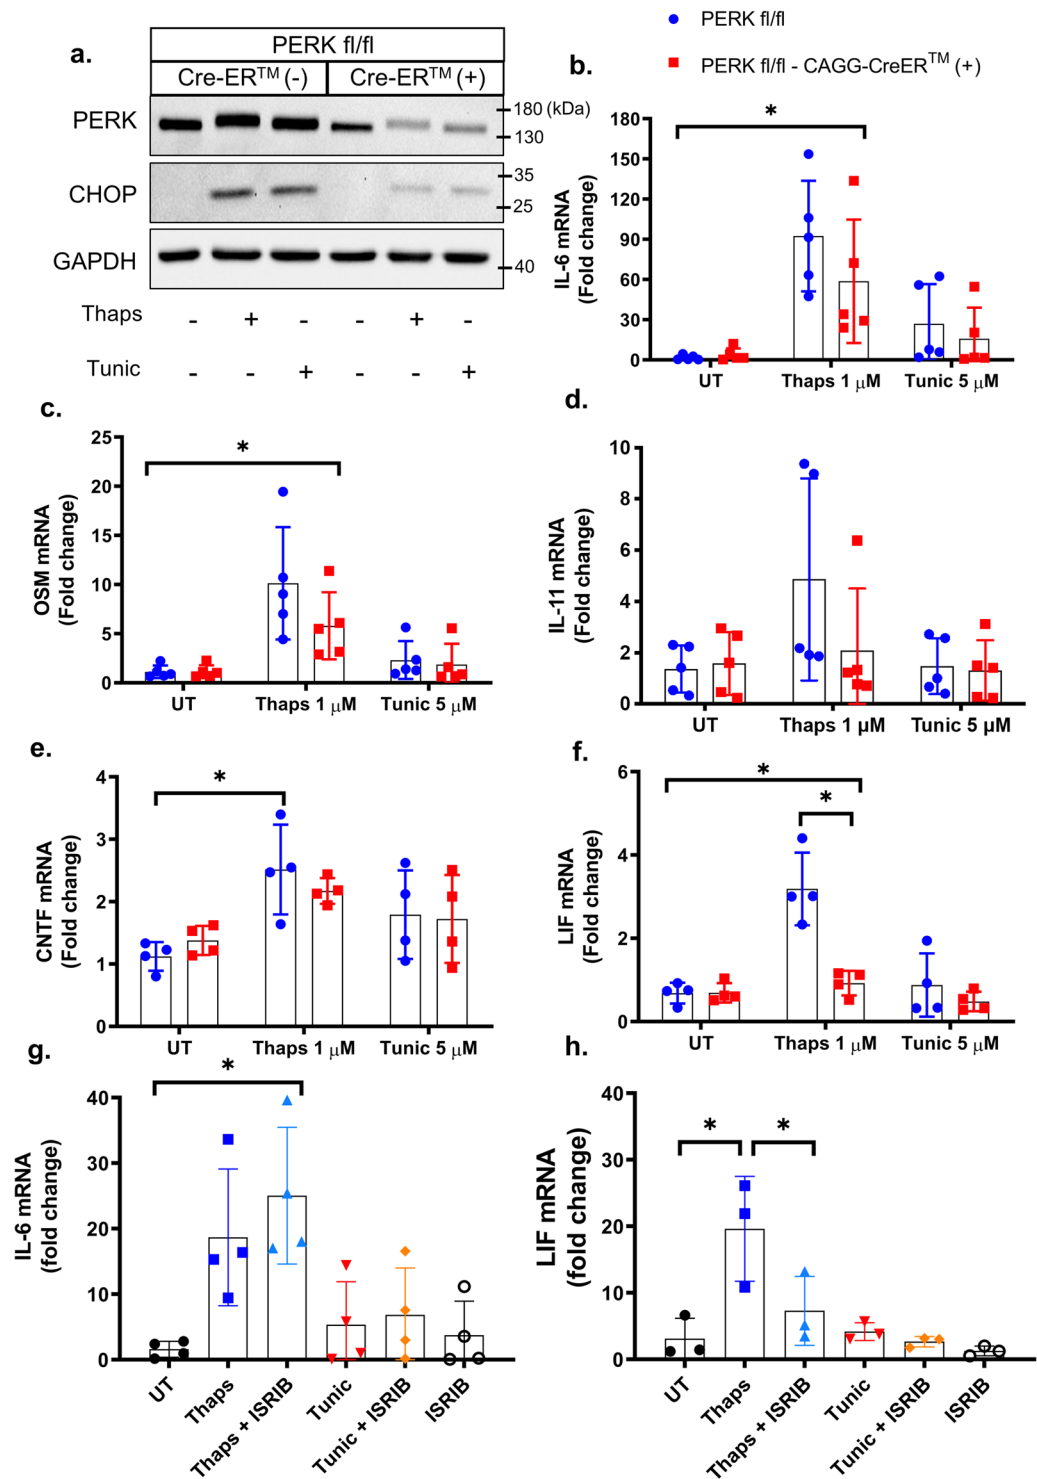 a.
PERK fl/fl
Cre-ER™ (-) Cre-ER™ (+)
PERK
180 (kDa)
130
CHOP
35
25
GAPDH
40
Thaps - + - - + -
Tunic - - + - - +
PERK fl/fl
PERK fl/fl - CAGG-CreER™ (+)
b.
*
IL-6 mRNA
(Fold change)
180
150
120
90
60
30
0
UT Thaps 1 μM Tunic 5 μM
c.
*
OSM mRNA
(Fold change)
25
20
15
10
5
0
UT Thaps 1 μM Tunic 5 μM
d.
IL-11 mRNA
(Fold change)
10
8
6
4
2
0
UT Thaps 1 μM Tunic 5 μM
e.
*
CNTF mRNA
(Fold change)
4
3
2
1
0
UT Thaps 1 μM Tunic 5 μM
f.
*
*
LIF mRNA
(Fold change)
6
4
2
0
UT Thaps 1 μM Tunic 5 μM
g.
*
IL-6 mRNA
(fold change)
40
30
20
10
0
UT
Thaps
Thaps + ISRIB
Tunic
Tunic + ISRIB
ISRIB
h.
* *
LIF mRNA
(fold change)
40
30
20
10
0
UT
Thaps
Thaps + ISRIB
Tunic
Tunic + ISRIB
ISRIB